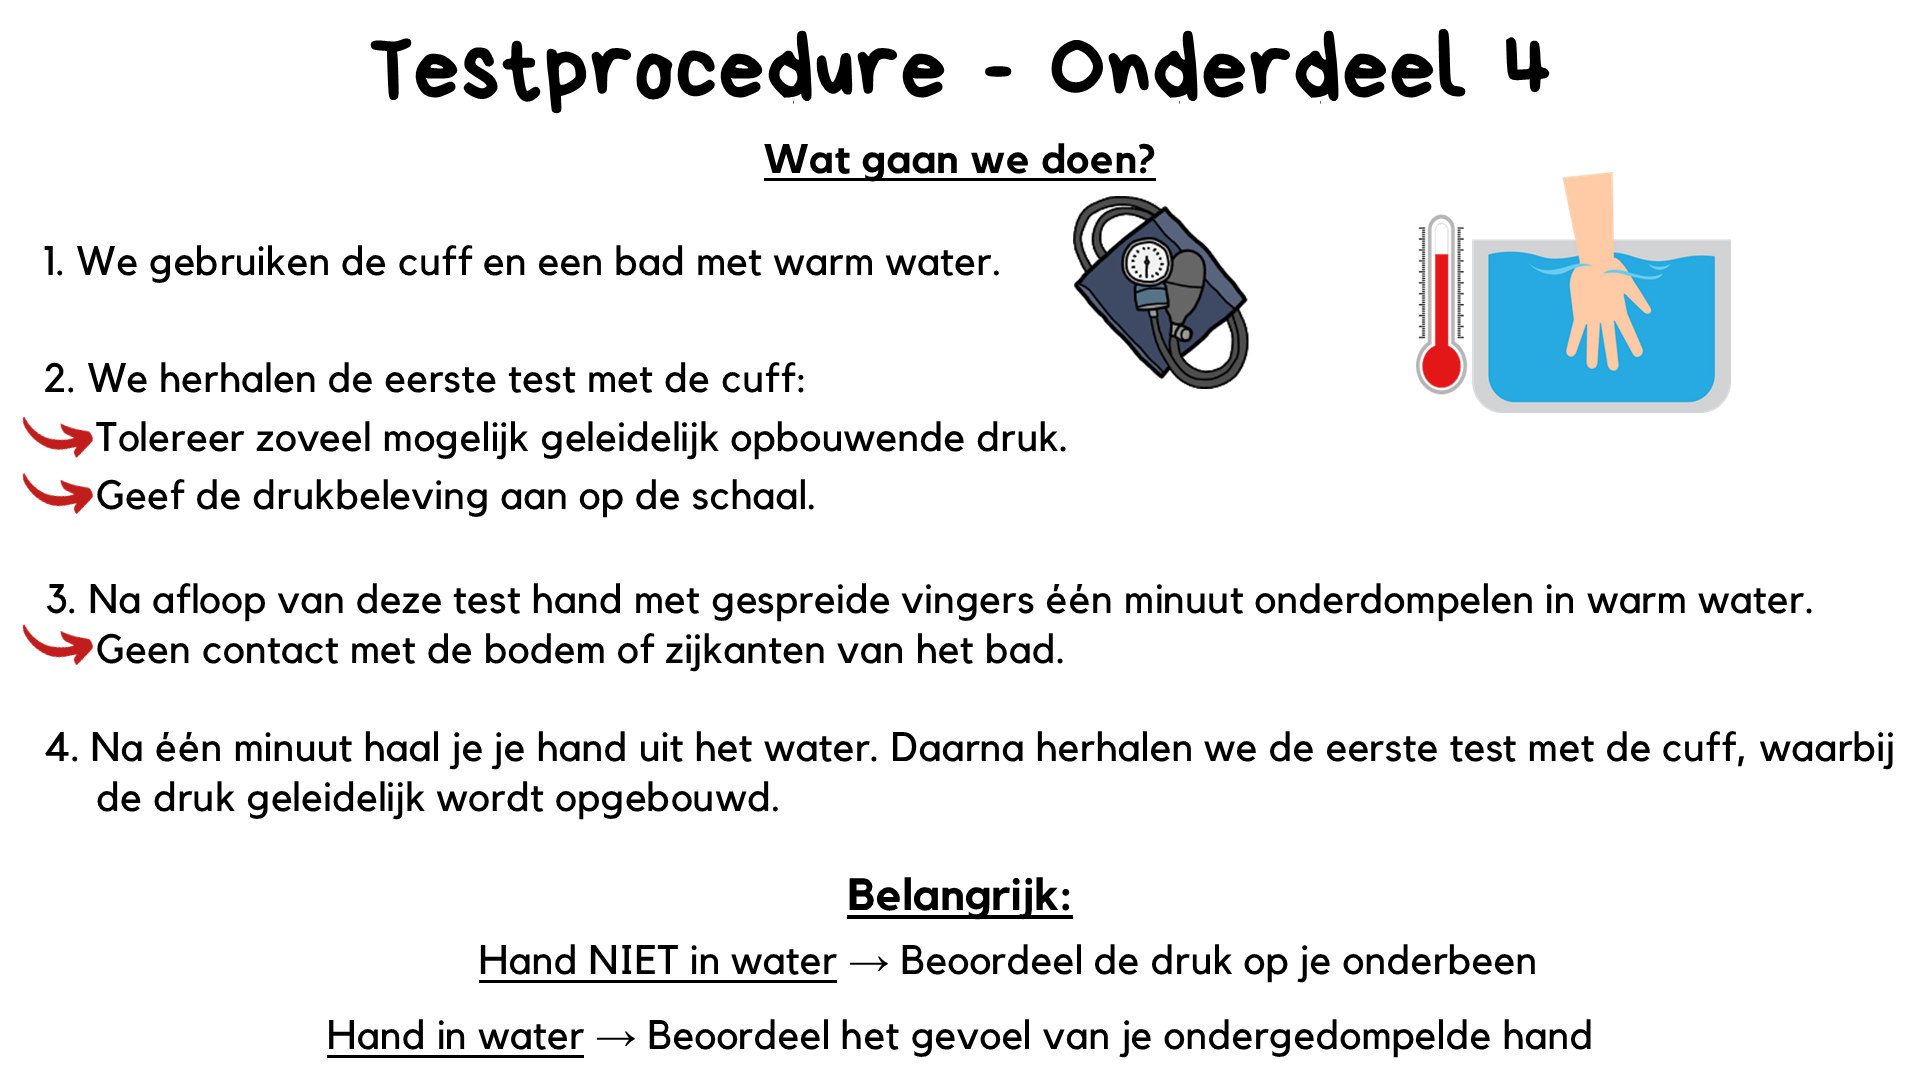 Testprocedure - Onderdeel 4
Wat gaan we doen?
1. We gebruiken de cuff en een bad met warm water.
2. We herhalen de eerste test met de cuff:
Tolereer zoveel mogelijk geleidelijk opbouwende druk.
Geef de drukbeleving aan op de schaal.
3. Na afloop van deze test hand met gespreide vingers één minuut onderdompelen in warm water.
Geen contact met de bodem of zijkanten van het bad.
4. Na één minuut haal je je hand uit het water. Daarna herhalen we de eerste test met de cuff, waarbij
de druk geleidelijk wordt opgebouwd.
Belangrijk:
Hand NIET in water → Beoordeel de druk op je onderbeen
Hand in water → Beoordeel het gevoel van je ondergedompelde hand